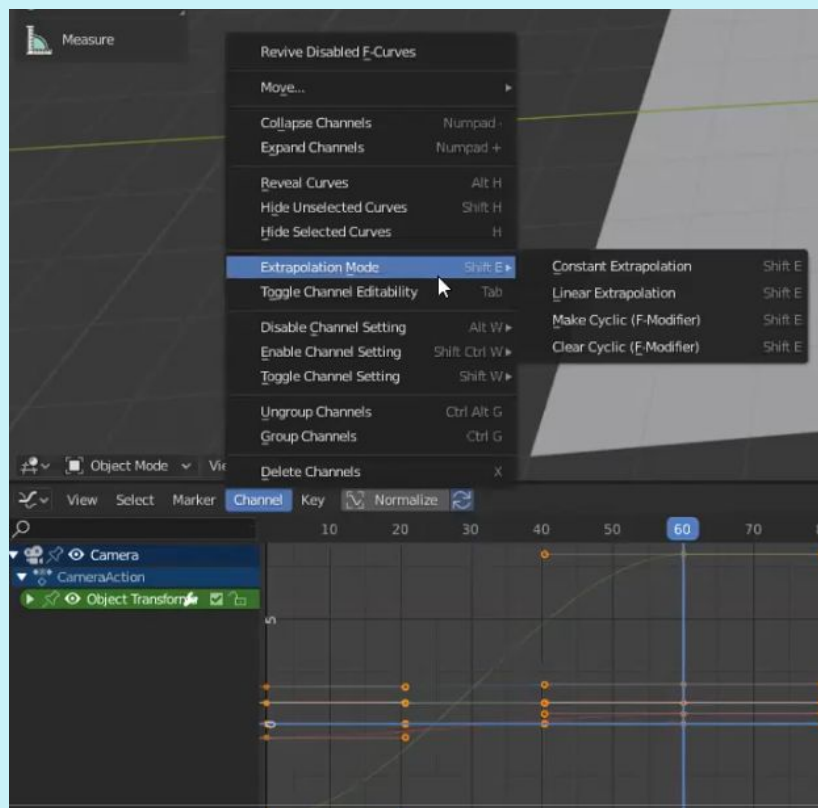 Measure
Revive Disabled F-Curves
Move...
Collapse Channels Numpad -
Expand Channels Numpad +
Reveal Curves Alt H
Hide Unselected Curves Shift H
Hide Selected Curves H
Extrapolation Mode Shift E
Toggle Channel Editability Tab
Disable Channel Setting Alt W
Enable Channel Setting Shift Ctrl W
Toggle Channel Setting Shift W
Ungroup Channels Ctrl Alt G
Group Channels Ctrl G
Delete Channels X
Constant Extrapolation Shift E
Linear Extrapolation Shift E
Make Cyclic (F-Modifier) Shift E
Clear Cyclic (F-Modifier) Shift E
Object Mode Vie
View Select Marker Channel Key Normalize
10 20 30 40 50 60 70
Camera
CameraAction
Object Transform
5
0